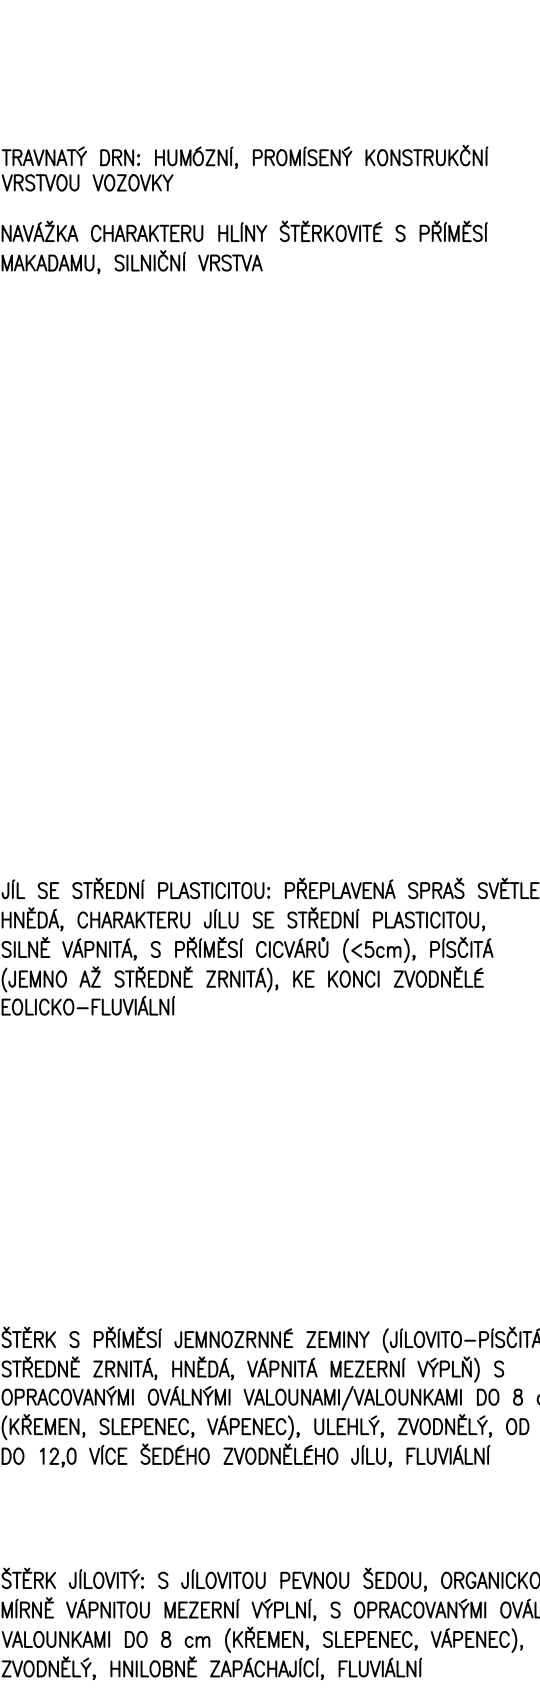 TRAVNATÝ DRN: HUMÓZNÍ, PROMÍSENÝ KONSTRUKČNÍ
VRSTVOU VOZOVKY
NAVÁŽKA CHARAKTERU HLÍNY ŠTĚRKOVITÉ S PŘÍMĚSÍ
MAKADAMU, SILNIČNÍ VRSTVA
JÍL SE STŘEDNÍ PLASTICITOU: PŘEPLAVENÁ SPRAŠ SVĚTLE
HNĚDÁ, CHARAKTERU JÍLU SE STŘEDNÍ PLASTICITOU,
SILNĚ VÁPNITÁ, S PŘÍMĚSÍ CICVÁRŮ (<5cm), PÍSČITÁ
(JEMNO AŽ STŘEDNĚ ZRNITÁ), KE KONCI ZVODNĚLÉ
EOLICKO-FLUVIÁLNÍ
ŠTĚRK S PŘÍMĚSÍ JEMNOZRNNÉ ZEMINY (JÍLOVITO-PÍSČITÁ
STŘEDNĚ ZRNITÁ, HNĚDÁ, VÁPNITÁ MEZERNÍ VÝPLŇ) S
OPRACOVANÝMI OVÁLNÝMI VALOUNAMI/VALOUNKAMI DO 8
(KŘEMEN, SLEPENEC, VÁPENEC), ULEHLÝ, ZVODNĚLÝ, OD
DO 12,0 VÍCE ŠEDÉHO ZVODNĚLÉHO JÍLU, FLUVIÁLNÍ
ŠTĚRK JÍLOVITÝ: S JÍLOVITOU PEVNOU ŠEDOU, ORGANICKO
MÍRNĚ VÁPNITOU MEZERNÍ VÝPLNÍ, S OPRACOVANÝMI OVÁL
VALOUNKAMI DO 8 cm (KŘEMEN, SLEPENEC, VÁPENEC),
ZVODNĚLÝ, HNILOBNĚ ZAPÁCHAJÍCÍ, FLUVIÁLNÍ